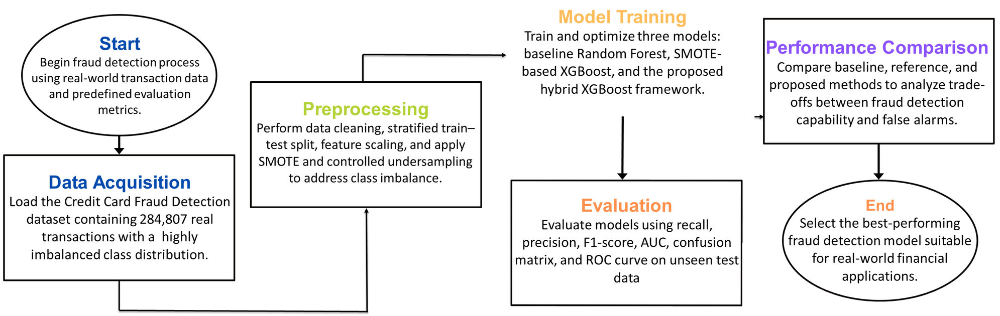 Start
Begin fraud detection process
using real-world transaction data
and predefined evaluation
metrics.
Data Acquisition
Load the Credit Card Fraud Detection
dataset containing 284,807 real
transactions with a highly
imbalanced class distribution.
Preprocessing
Perform data cleaning, stratified train–
test split, feature scaling, and apply
SMOTE and controlled undersampling
to address class imbalance.
Model Training
Train and optimize three models:
baseline Random Forest, SMOTE-
based XGBoost, and the proposed
hybrid XGBoost framework.
Evaluation
Evaluate models using recall,
precision, F1-score, AUC, confusion
matrix, and ROC curve on unseen test
data
Performance Comparison
Compare baseline, reference, and
proposed methods to analyze trade-
offs between fraud detection
capability and false alarms.
End
Select the best-performing
fraud detection model suitable
for real-world financial
applications.